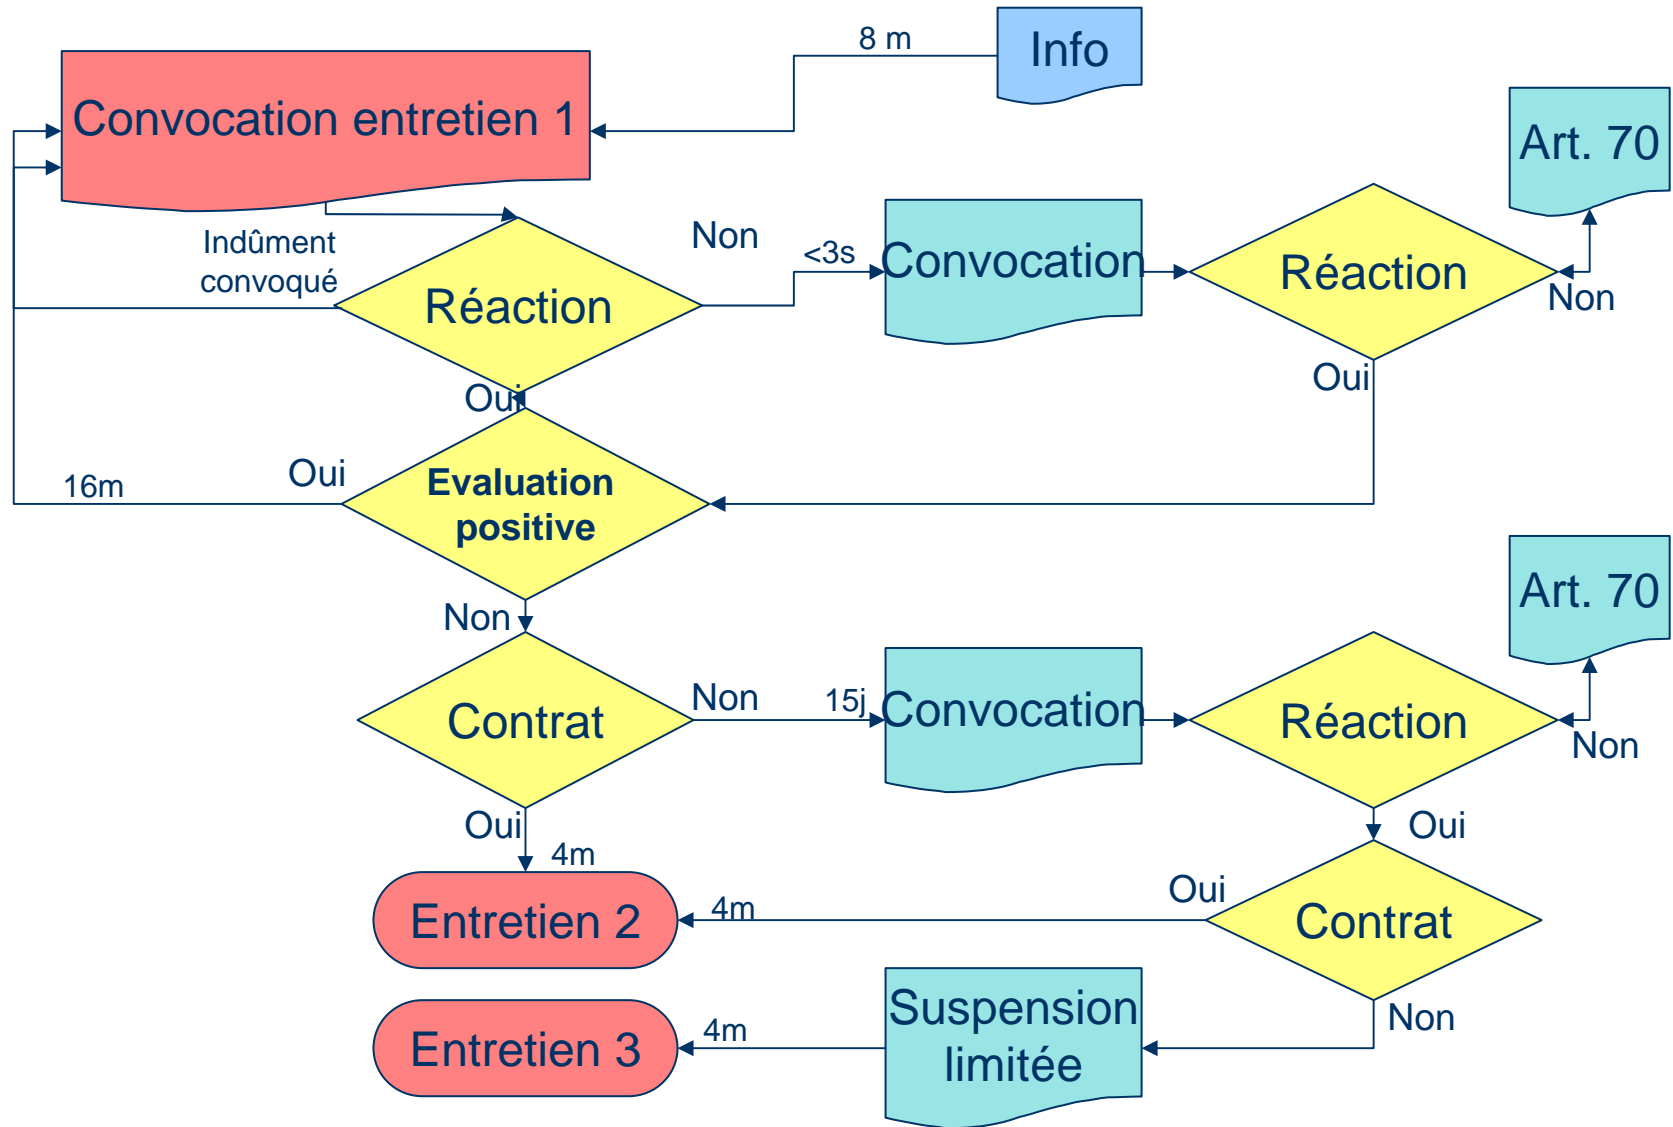 8 m
Info
Convocation entretien 1
Art. 70
Indûment
convoqué
Non
<3s
Convocation
Réaction
Réaction
Non
Oui
Oui
Oui
16m
Evaluation
positive
Art. 70
Non
Contrat
Non
15j
Convocation
Réaction
Non
Oui
4m
Oui
Entretien 2
4m
Oui
Contrat
Suspension
limitée
Non
Entretien 3
4m